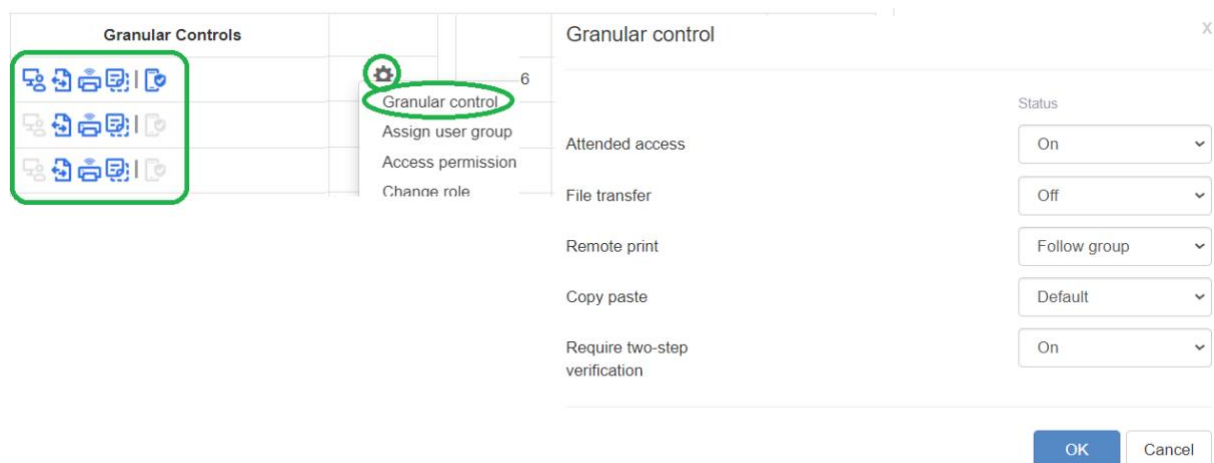 Granular Controls
Granular control
Assign user group
Access permission
Change role
6
Granular control
X
Status
Attended access
On
File transfer
Off
Remote print
Follow group
Copy paste
Default
Require two-step
verification
On
OK
Cancel